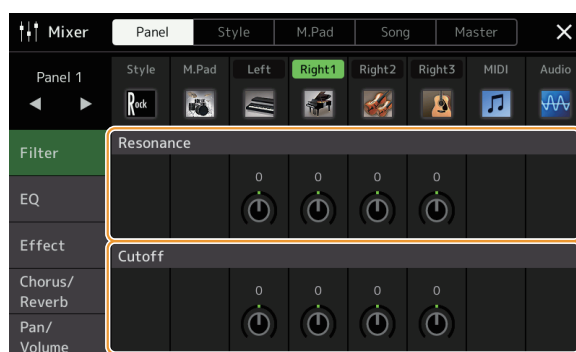 Mixer Panel Style M.Pad Song Master
Panel 1
Style M.Pad Left Right1 Right2 Right3 MIDI Audio
Rock
Filter
EQ
Effect
Chorus/
Reverb
Pan/
Volume
Resonance
0 0 0 0
Cutoff
0 0 0 0